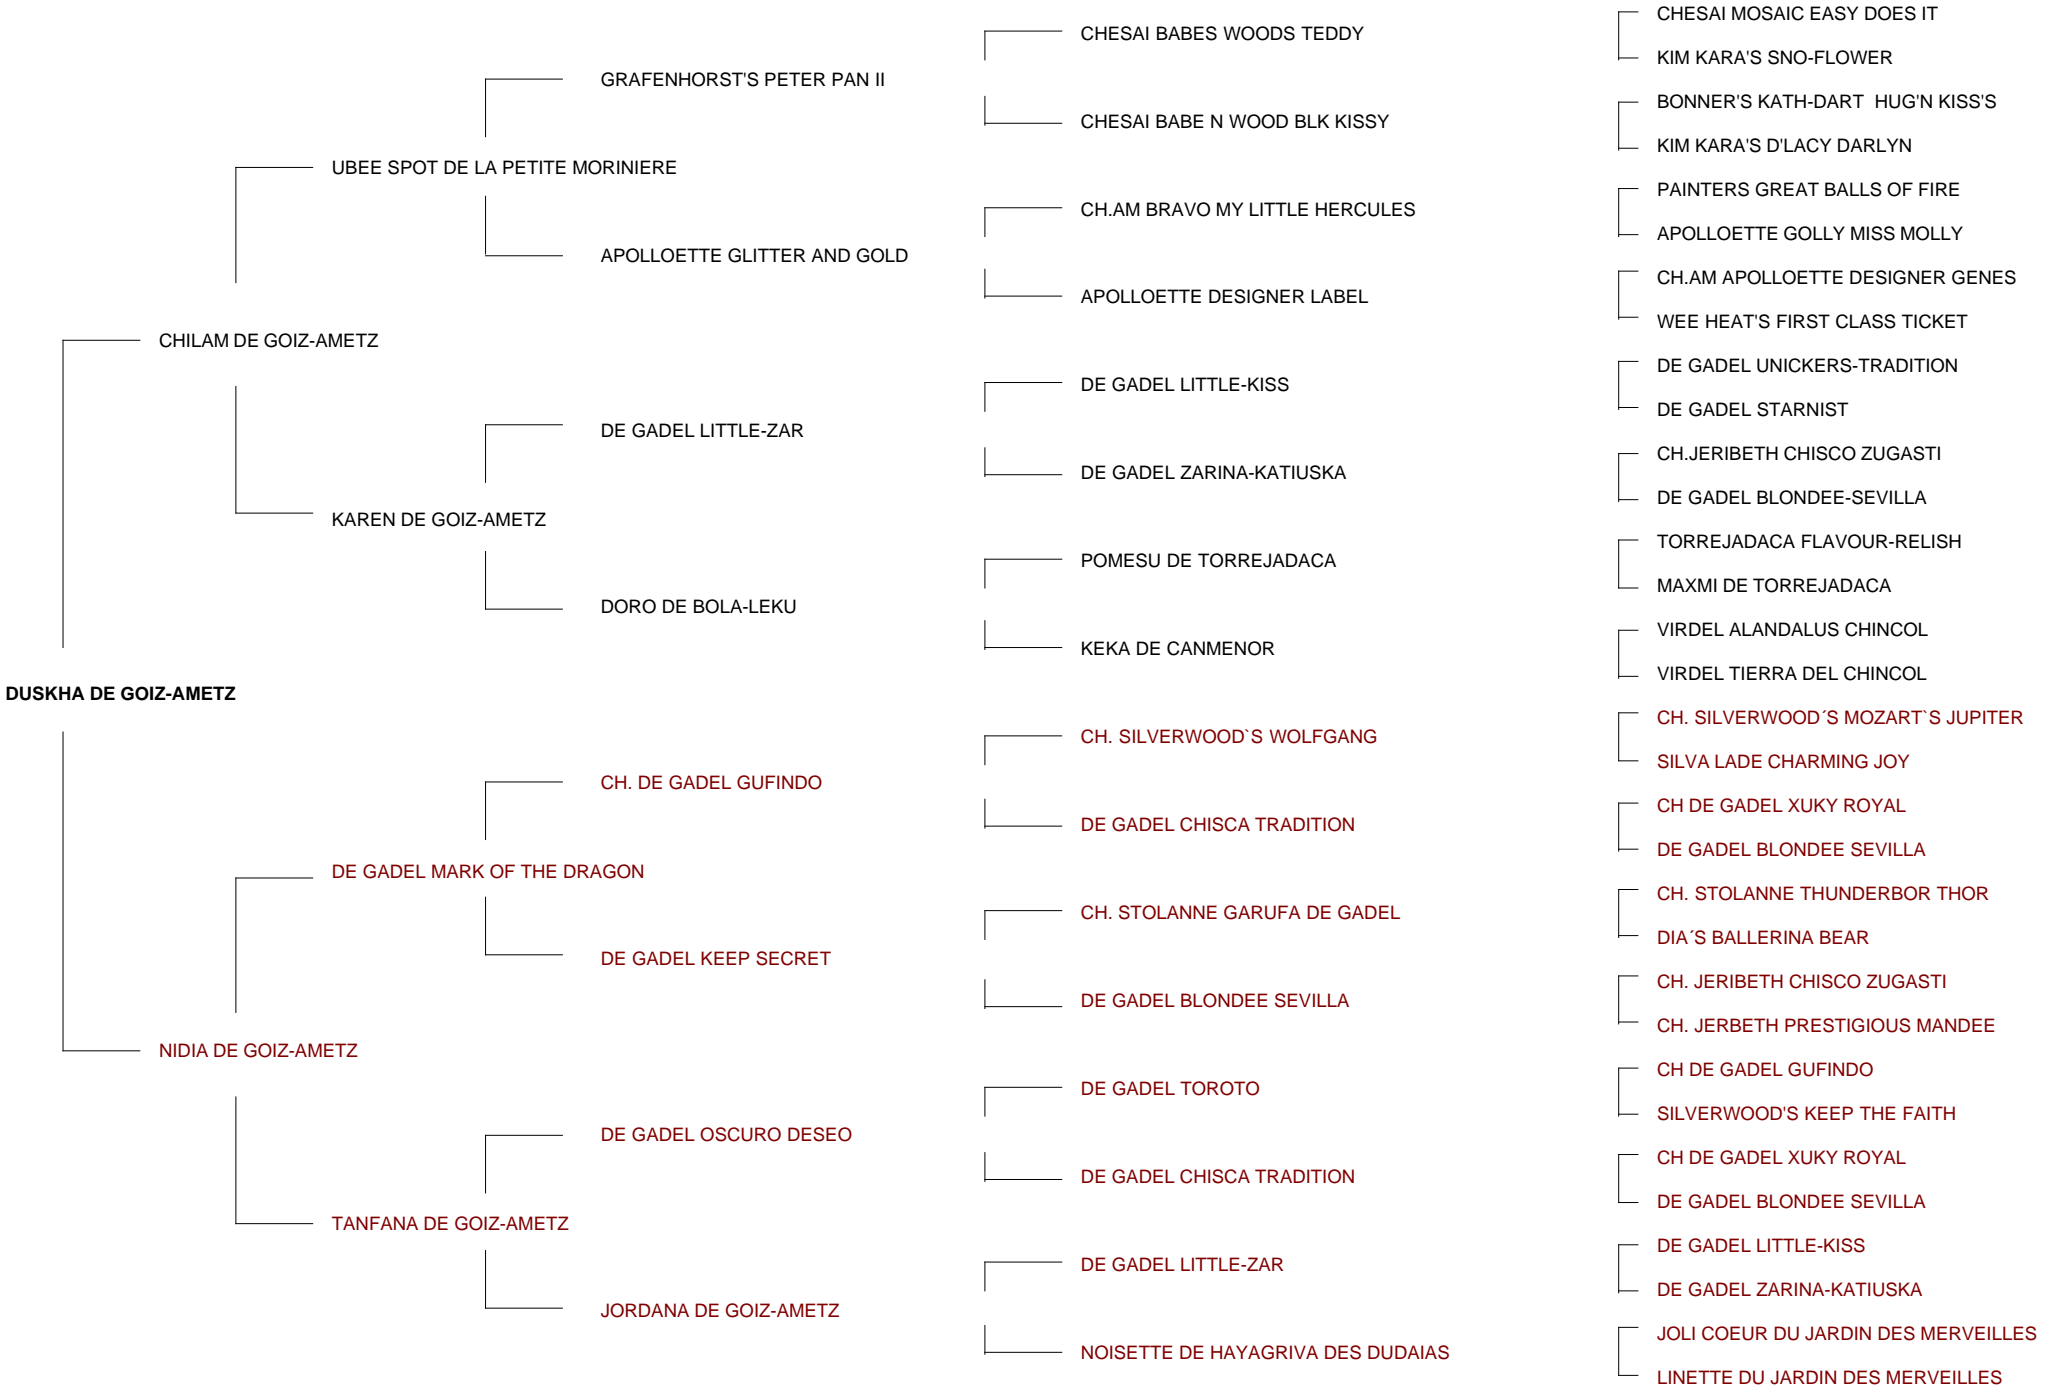 CHESAI MOSAIC EASY DOES IT
CHESAI BABES WOODS TEDDY
KIM KARA'S SNO-FLOWER
GRAFENHORST'S PETER PAN II
BONNER'S KATH-DART  HUG'N KISS'S
CHESAI BABE N WOOD BLK KISSY
KIM KARA'S D'LACY DARLYN
UBEE SPOT DE LA PETITE MORINIERE
PAINTERS GREAT BALLS OF FIRE
CH.AM BRAVO MY LITTLE HERCULES
APOLLOETTE GOLLY MISS MOLLY
APOLLOETTE GLITTER AND GOLD
CH.AM APOLLOETTE DESIGNER GENES
APOLLOETTE DESIGNER LABEL
WEE HEAT'S FIRST CLASS TICKET
CHILAM DE GOIZ-AMETZ
DE GADEL UNICKERS-TRADITION
DE GADEL LITTLE-KISS
DE GADEL STARNIST
DE GADEL LITTLE-ZAR
CH.JERIBETH CHISCO ZUGASTI
DE GADEL ZARINA-KATIUSKA
DE GADEL BLONDEE-SEVILLA
KAREN DE GOIZ-AMETZ
TORREJADACA FLAVOUR-RELISH
POMESU DE TORREJADACA
MAXMI DE TORREJADACA
DORO DE BOLA-LEKU
VIRDEL ALANDALUS CHINCOL
KEKA DE CANMENOR
VIRDEL TIERRA DEL CHINCOL
DUSKHA DE GOIZ-AMETZ
CH. SILVERWOOD´S MOZART`S JUPITER
CH. SILVERWOOD`S WOLFGANG
SILVA LADE CHARMING JOY
CH. DE GADEL GUFINDO
CH DE GADEL XUKY ROYAL
DE GADEL CHISCA TRADITION
DE GADEL BLONDEE SEVILLA
DE GADEL MARK OF THE DRAGON
CH. STOLANNE THUNDERBOR THOR
CH. STOLANNE GARUFA DE GADEL
DIA´S BALLERINA BEAR
DE GADEL KEEP SECRET
CH. JERIBETH CHISCO ZUGASTI
DE GADEL BLONDEE SEVILLA
CH. JERBETH PRESTIGIOUS MANDEE
NIDIA DE GOIZ-AMETZ
CH DE GADEL GUFINDO
DE GADEL TOROTO
SILVERWOOD'S KEEP THE FAITH
DE GADEL OSCURO DESEO
CH DE GADEL XUKY ROYAL
DE GADEL CHISCA TRADITION
DE GADEL BLONDEE SEVILLA
TANFANA DE GOIZ-AMETZ
DE GADEL LITTLE-KISS
DE GADEL LITTLE-ZAR
DE GADEL ZARINA-KATIUSKA
JORDANA DE GOIZ-AMETZ
JOLI COEUR DU JARDIN DES MERVEILLES
NOISETTE DE HAYAGRIVA DES DUDAIAS
LINETTE DU JARDIN DES MERVEILLES